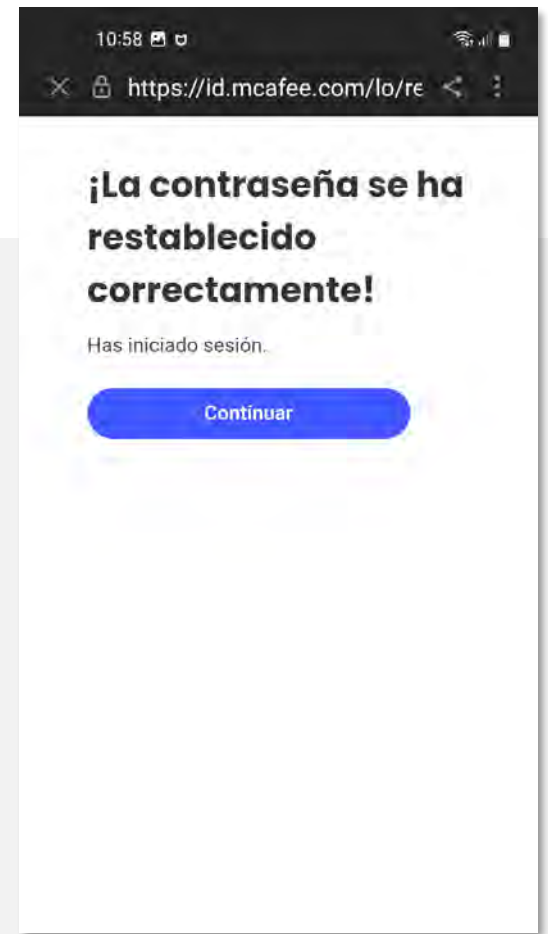 10:58
https://id.mcafee.com/lo/re
¡La contraseña se ha
restablecido
correctamente!
Has iniciado sesión.
Continuar